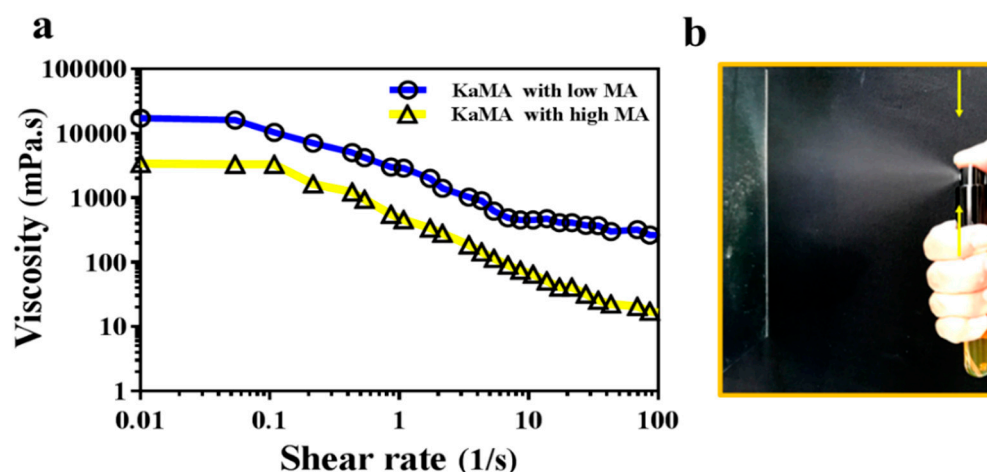 a
b
Viscosity (mPa.s)
100000
10000
1000
100
10
1
KaMA with low MA
KaMA with high MA
0.01
0.1
1
10
100
Shear rate (1/s)